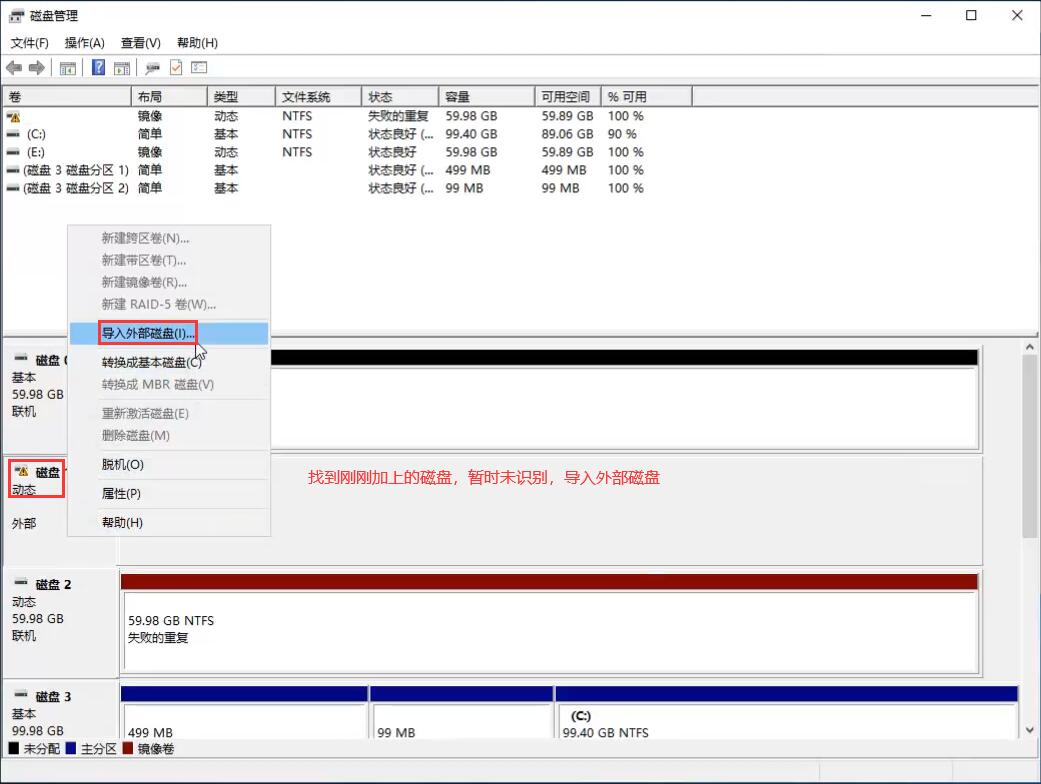 磁盘管理
文件(F) 操作(A) 查看(V) 帮助(H)
卷 布局 类型 文件系统 状态 容量 可用空间 % 可用
镜像 动态 NTFS 失败的重复 59.98 GB 59.89 GB 100 %
(C:) 简单 基本 NTFS 状态良好 (... 99.40 GB 89.06 GB 90 %
(E:) 镜像 动态 NTFS 状态良好 59.98 GB 59.89 GB 100 %
(磁盘 3 磁盘分区 1) 简单 基本 状态良好 (... 499 MB 499 MB 100 %
(磁盘 3 磁盘分区 2) 简单 基本 状态良好 (... 99 MB 99 MB 100 %
新建跨区卷(N)...
新建带区卷(T)...
新建镜像卷(R)...
新建 RAID-5 卷(W)...
导入外部磁盘(I)...
转换成基本磁盘(C)
转换成 MBR 磁盘(V)
重新激活磁盘(E)
删除磁盘(M)
脱机(O)
属性(P)
帮助(H)
磁盘
基本
59.98 GB
联机
磁盘
动态
外部
找到刚刚加上的磁盘，暂时未识别，导入外部磁盘
磁盘 2
动态
59.98 GB
联机
59.98 GB NTFS
失败的重复
磁盘 3
基本
99.98 GB
499 MB
99 MB
(C:)
99.40 GB NTFS
未分配 主分区 镜像卷